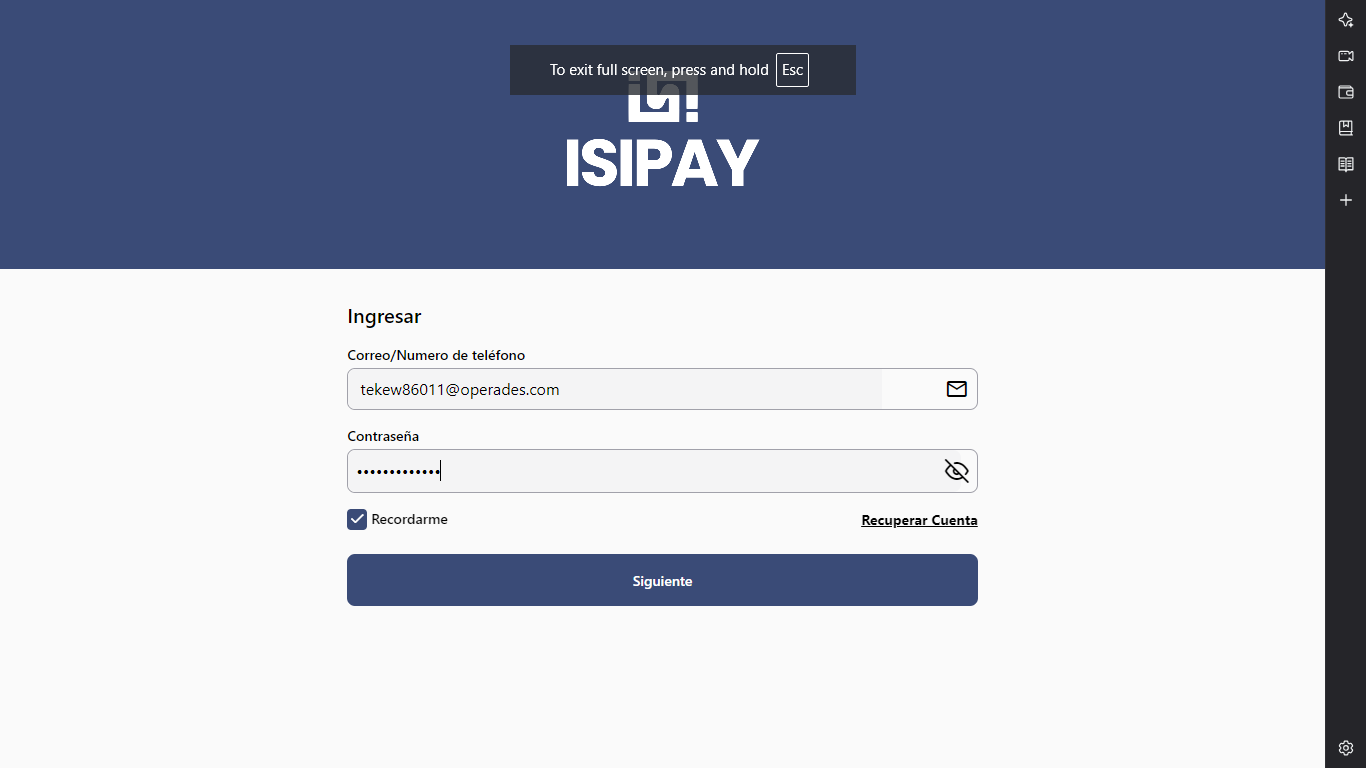 To exit full screen, press and hold Esc
ISIPAY
Ingresar
Correo/Numero de teléfono
tekew86011@operades.com
Contraseña
•••••••••••••
Recordarme
Recuperar Cuenta
Siguiente